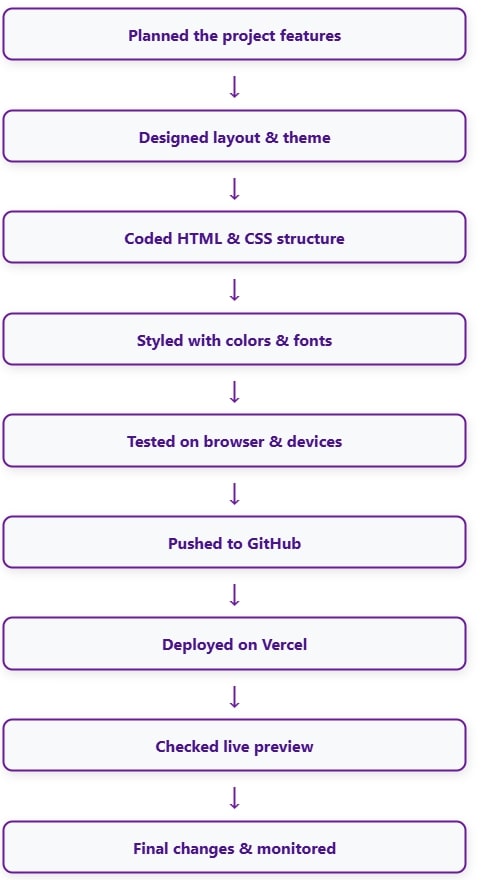 Planned the project features
Designed layout & theme
Coded HTML & CSS structure
Styled with colors & fonts
Tested on browser & devices
Pushed to GitHub
Deployed on Vercel
Checked live preview
Final changes & monitored